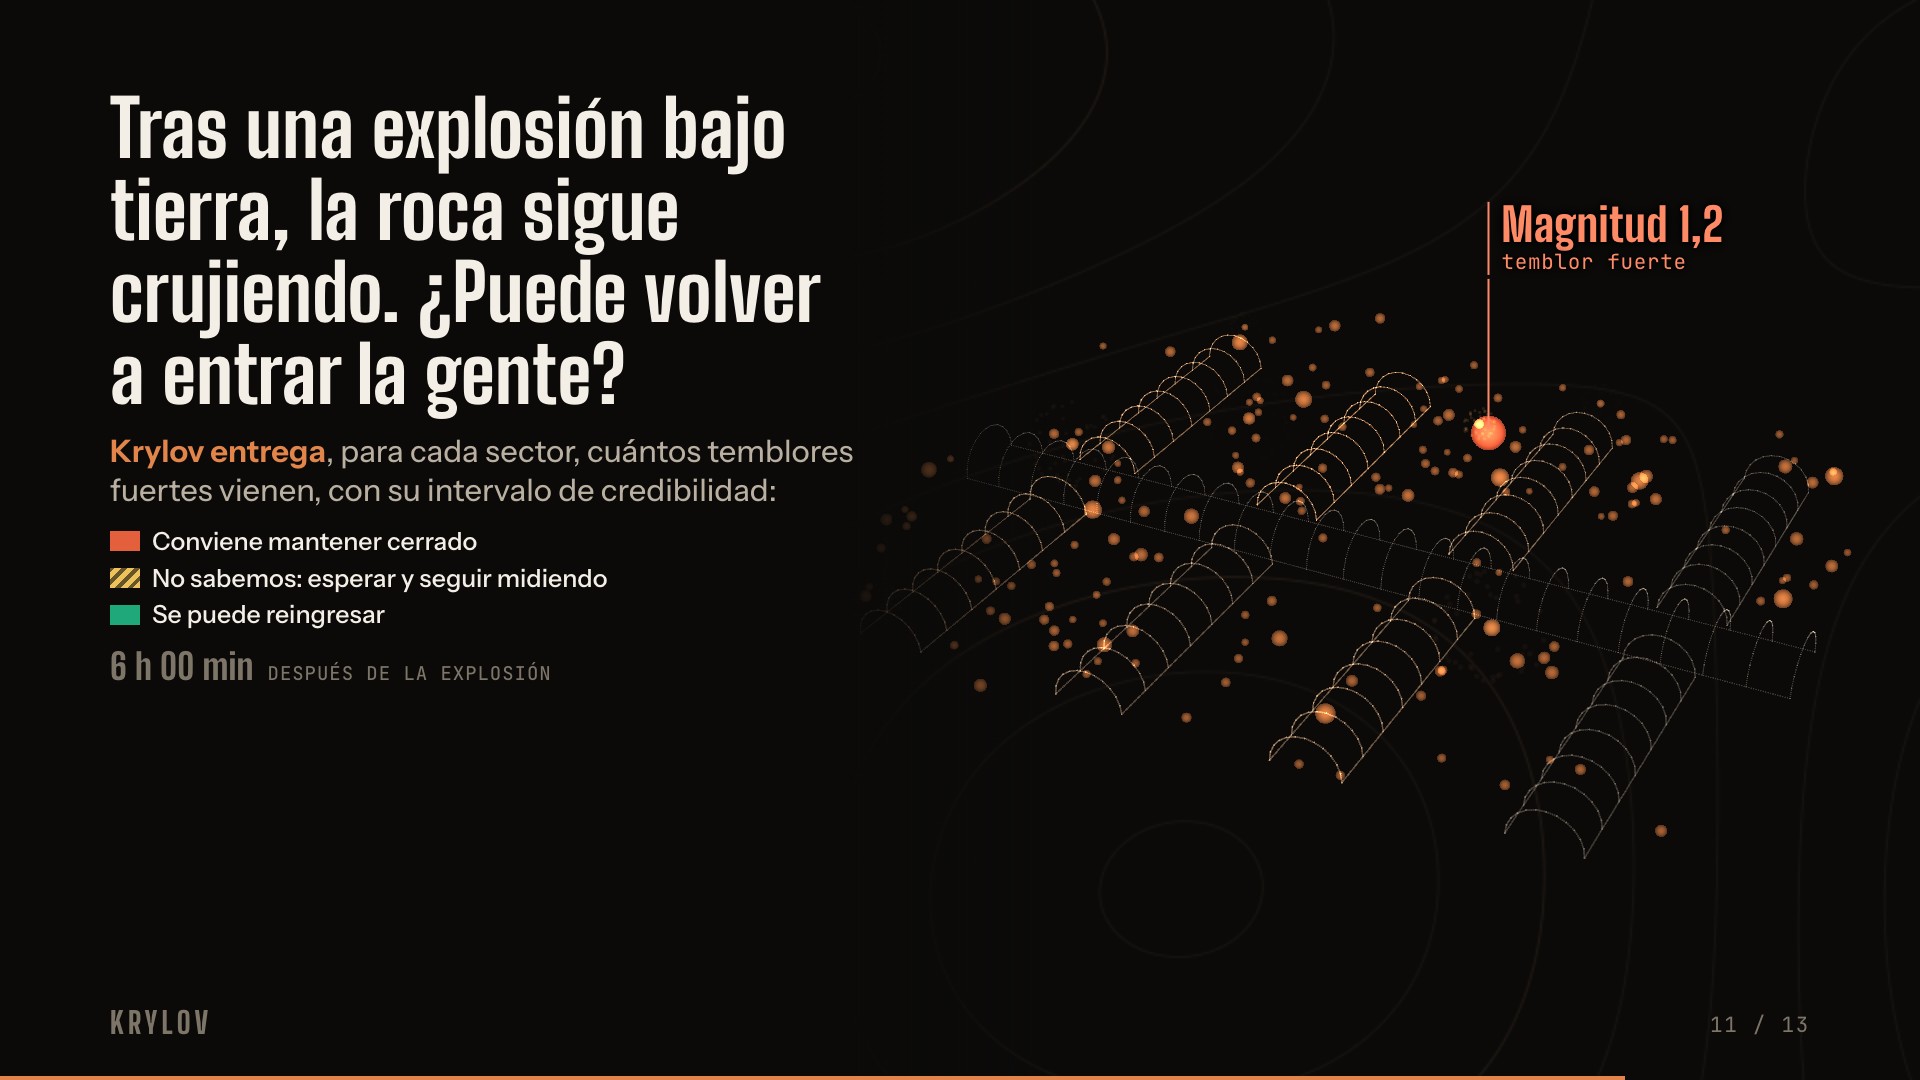 Tras una explosión bajo
tierra, la roca sigue
crujiendo. ¿Puede volver
a entrar la gente?
Krylov entrega, para cada sector, cuántos temblores
fuertes vienen, con su intervalo de credibilidad:
Conviene mantener cerrado
No sabemos: esperar y seguir midiendo
Se puede reingresar
6 h 00 min DESPUÉS DE LA EXPLOSIÓN
Magnitud 1,2
temblor fuerte
KRYLOV
11 / 13